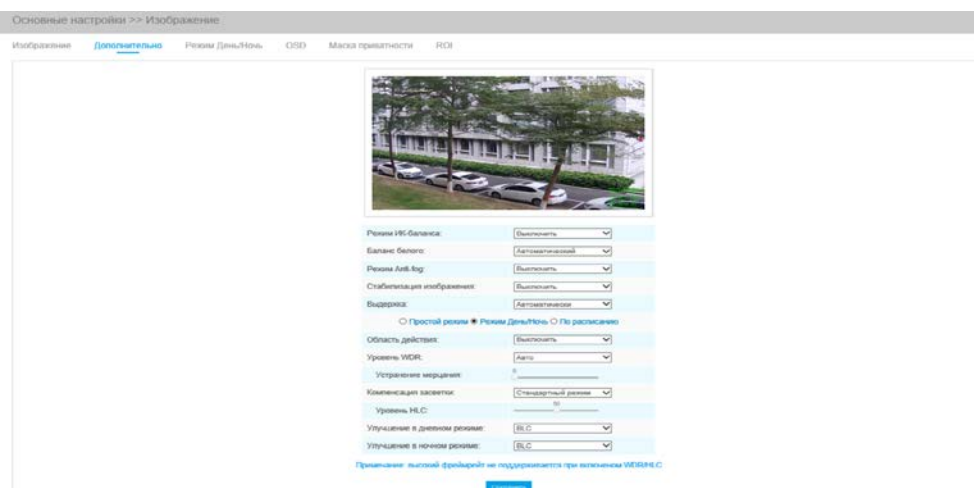 Основные настройки >> Изображение
Изображение Дополнительно Режим День/Ночь OSD Маска приватности ROI
Режим ИК-баланса: Выключить
Баланс белого: Автоматический
Режим Anti-fog: Выключить
Стабилизация изображения: Выключить
Выдержка: Автоматически
Простой режим Режим День/Ночь По расписанию
Область действия: Выключить
Уровень WDR: Авто
Устранение мерцания:
Компенсация засветки: Стандартный режим
50
Уровень HLC:
Улучшение в дневном режиме: BLC
Улучшение в ночном режиме: BLC
Примечание: высокий фреймрейт не поддерживается при включеном WDR/HLC